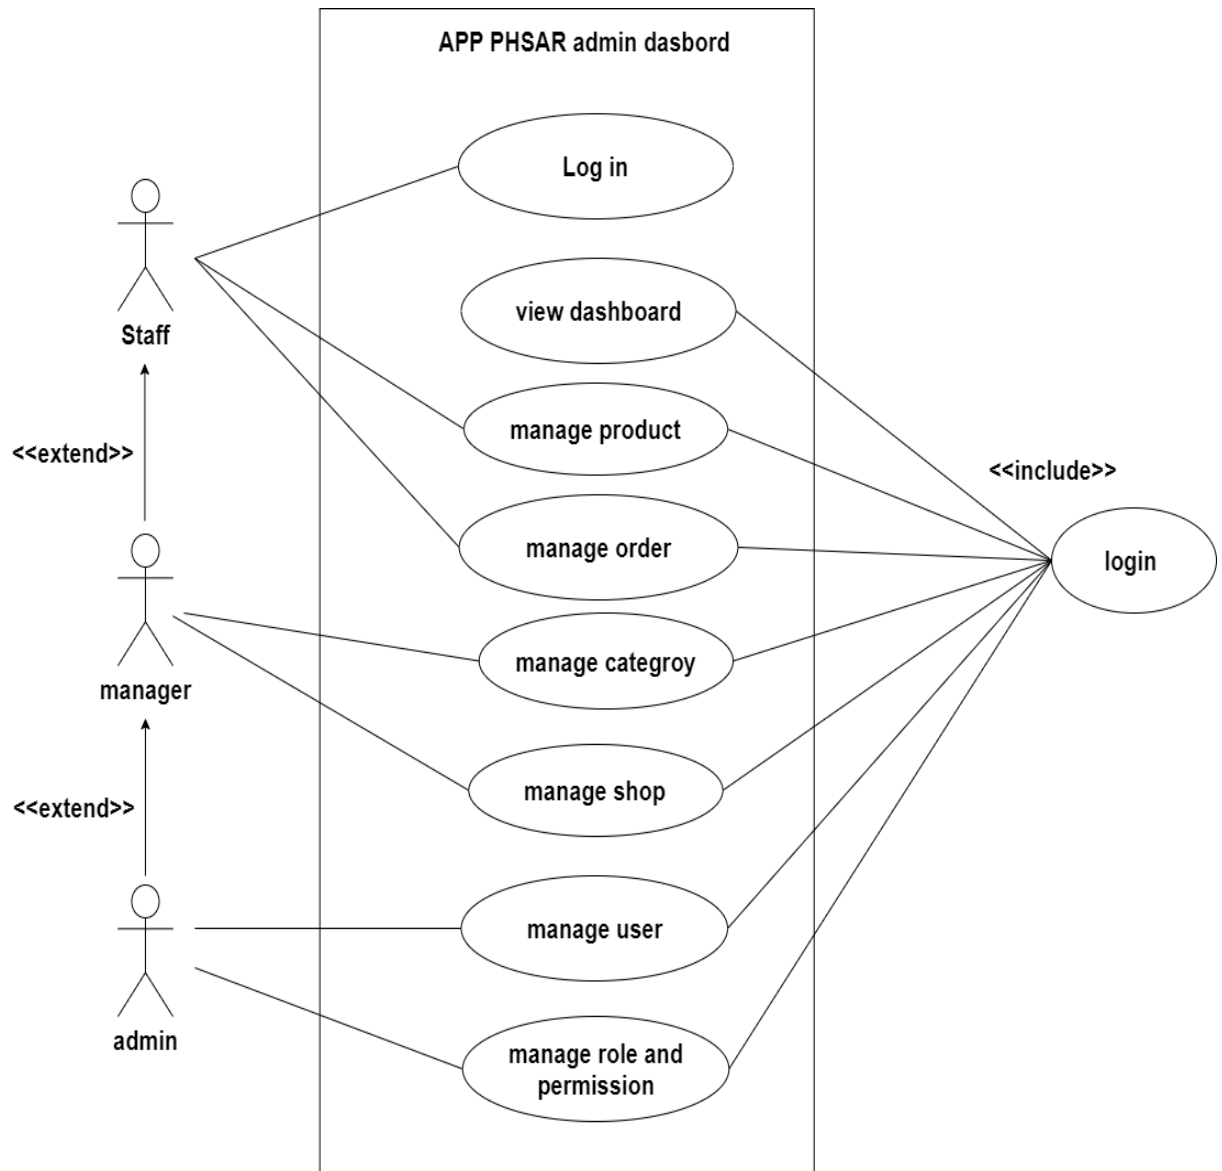 APP PHSAR admin dasbord
Log in
Staff
view dashboard
<<extend>>
manage product
<<include>>
manage order
login
manager
manage categroy
<<extend>>
manage shop
admin
manage user
manage role and
permission